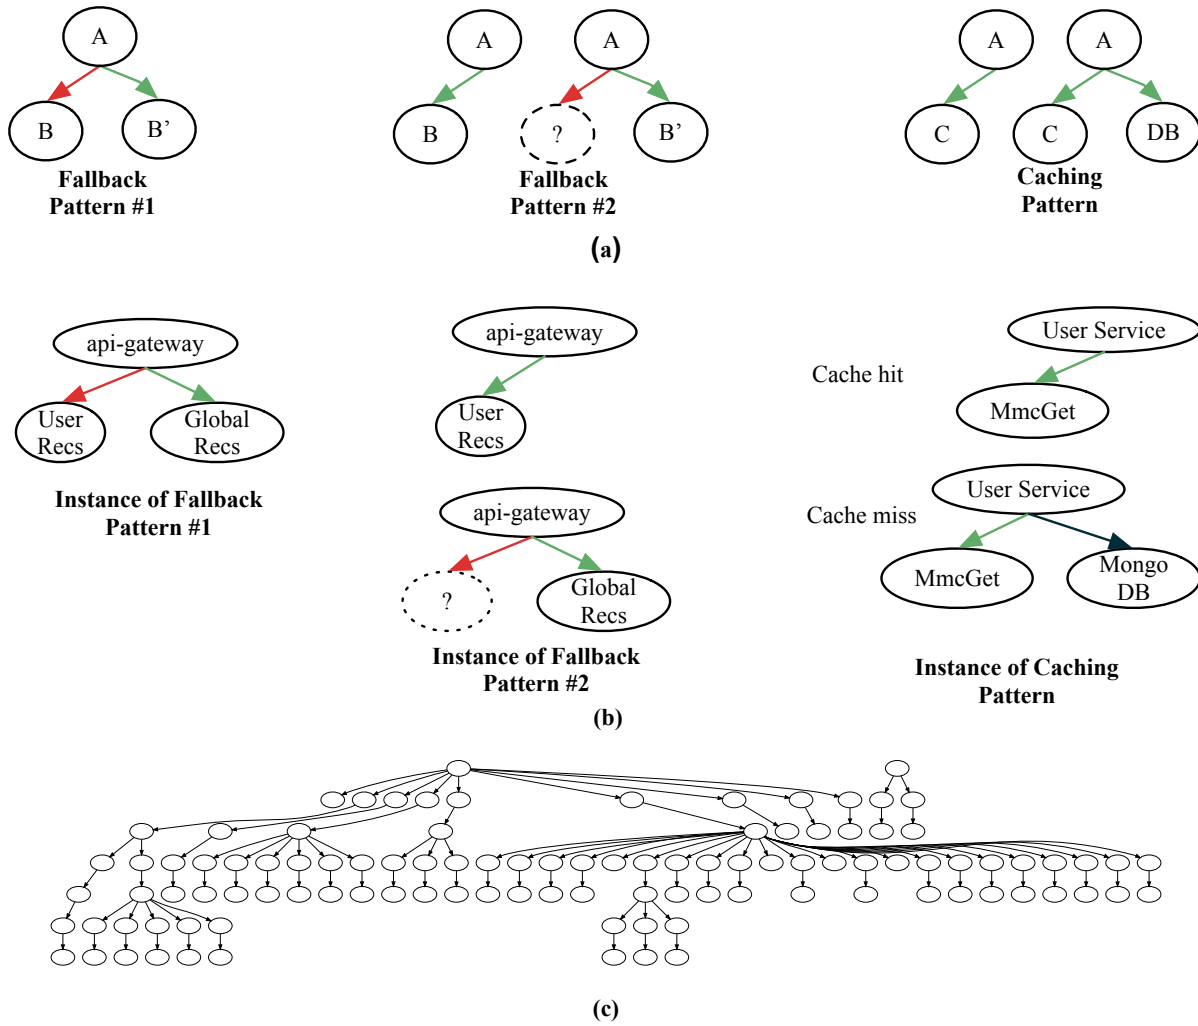 A
B
B’
Fallback
Pattern #1
A
B
A
?
B’
Fallback
Pattern #2
A
C
A
C
DB
Caching
Pattern
(a)
api-gateway
User
Recs
Global
Recs
Instance of Fallback
Pattern #1
api-gateway
User
Recs
api-gateway
?
Global
Recs
Instance of Fallback
Pattern #2
User Service
Cache hit
MmcGet
User Service
Cache miss
MmcGet
Mongo
DB
Instance of Caching
Pattern
(b)
(c)